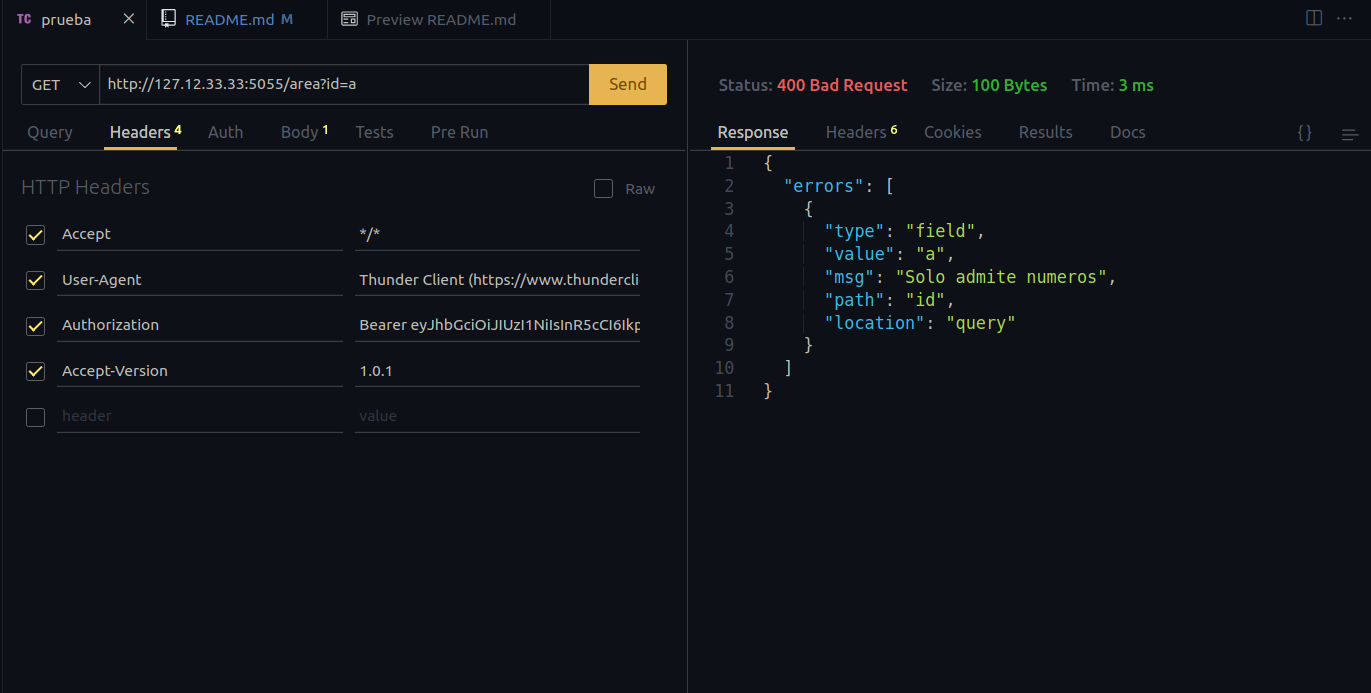 TC prueba × README.md M Preview README.md ...
GET http://127.12.33.33:5055/area?id=a Send
Query Headers 4 Auth Body 1 Tests Pre Run
HTTP Headers Raw
Accept */*
User-Agent Thunder Client (https://www.thundercli
Authorization Bearer eyJhbGciOiJIUzI1NiIsInR5cCI6Ikp
Accept-Version 1.0.1
header value
Status: 400 Bad Request Size: 100 Bytes Time: 3 ms
Response Headers 6 Cookies Results Docs {}
1 {
2 "errors": [
3 {
4 "type": "field",
5 "value": "a",
6 "msg": "Solo admite numeros",
7 "path": "id",
8 "location": "query"
9 }
10 ]
11 }